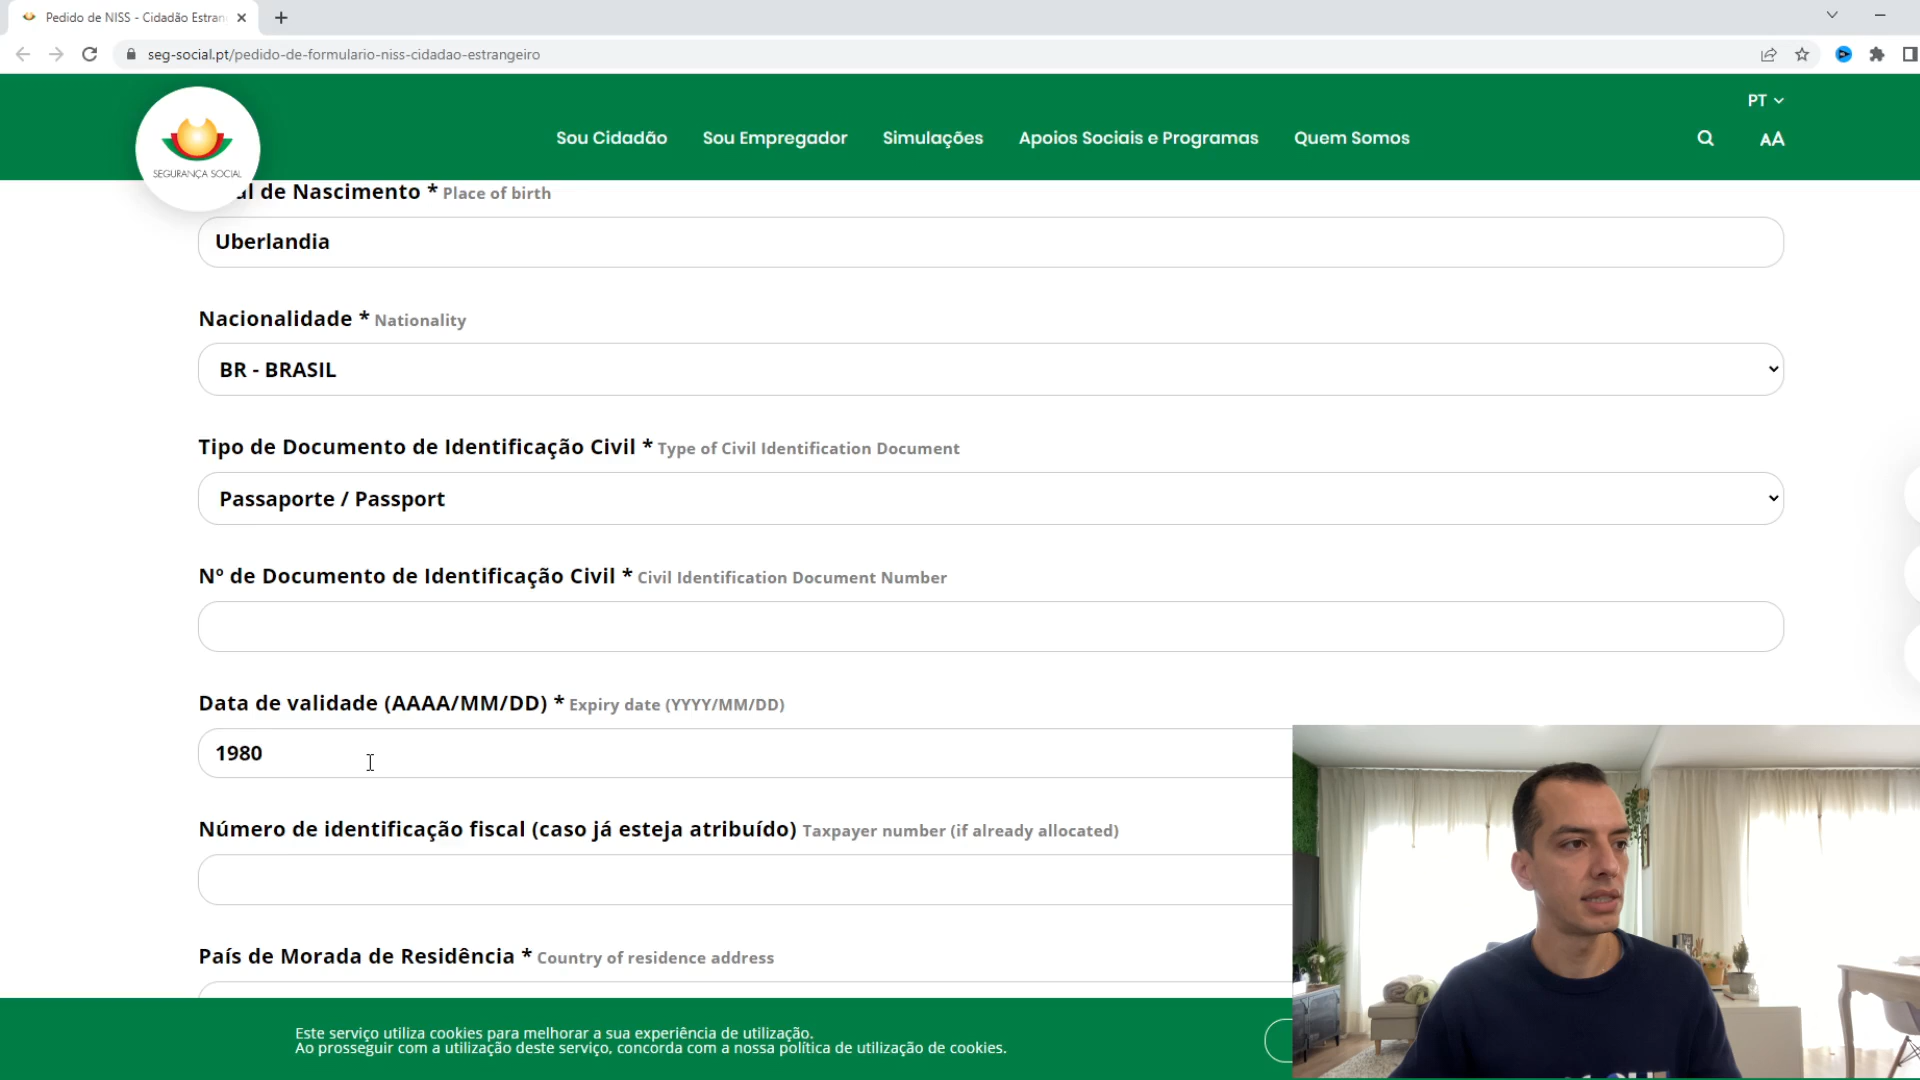 Pedido de NISS - Cidadão Estran
seg-social.pt/pedido-de-formulario-niss-cidadao-estrangeiro
PT
SEGURANÇA SOCIAL
Sou Cidadão
Sou Empregador
Simulações
Apoios Sociais e Programas
Quem Somos
AA
al de Nascimento * Place of birth
Uberlandia
Nacionalidade * Nationality
BR - BRASIL
Tipo de Documento de Identificação Civil * Type of Civil Identification Document
Passaporte / Passport
Nº de Documento de Identificação Civil * Civil Identification Document Number
Data de validade (AAAA/MM/DD) * Expiry date (YYYY/MM/DD)
1980
Número de identificação fiscal (caso já esteja atribuído) Taxpayer number (if already allocated)
País de Morada de Residência * Country of residence address
Este serviço utiliza cookies para melhorar a sua experiência de utilização.
Ao prosseguir com a utilização deste serviço, concorda com a nossa política de utilização de cookies.